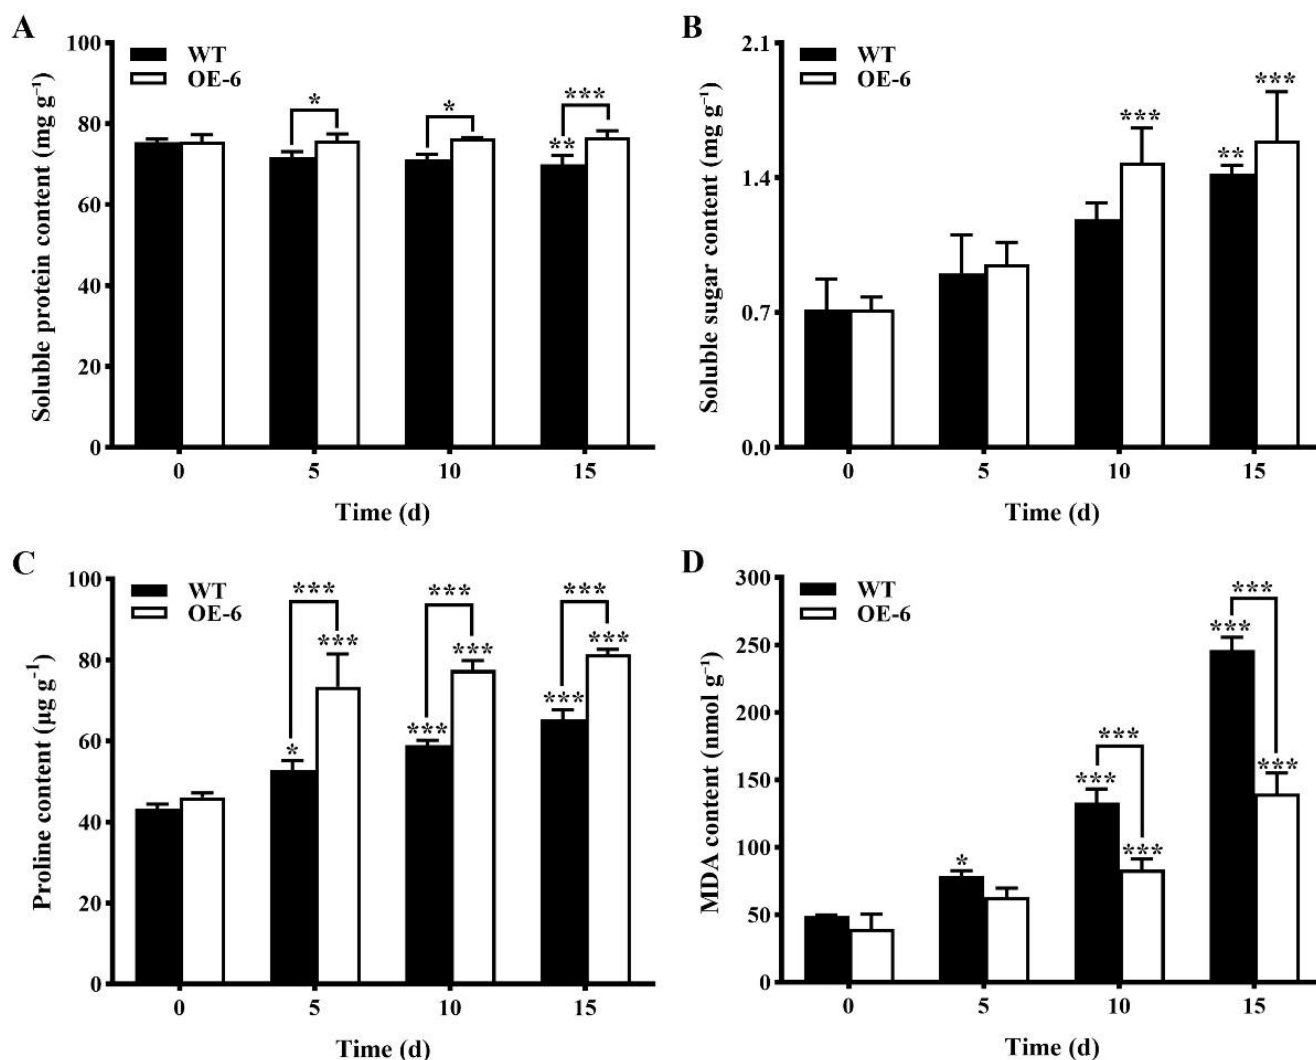 A
WT
OE-6
Soluble protein content (mg g⁻¹)
100
80
60
40
20
0
* * *** **
0 5 10 15
Time (d)
B
WT
OE-6
Soluble sugar content (mg g⁻¹)
2.1
1.4
0.7
0.0
*** ** ***
0 5 10 15
Time (d)
C
WT
OE-6
Proline content (μg g⁻¹)
100
80
60
40
20
0
*** *** ***
* *** *** *** *** ***
0 5 10 15
Time (d)
D
WT
OE-6
MDA content (nmol g⁻¹)
300
250
200
150
100
50
0
*** ***
* *** *** *** ***
0 5 10 15
Time (d)